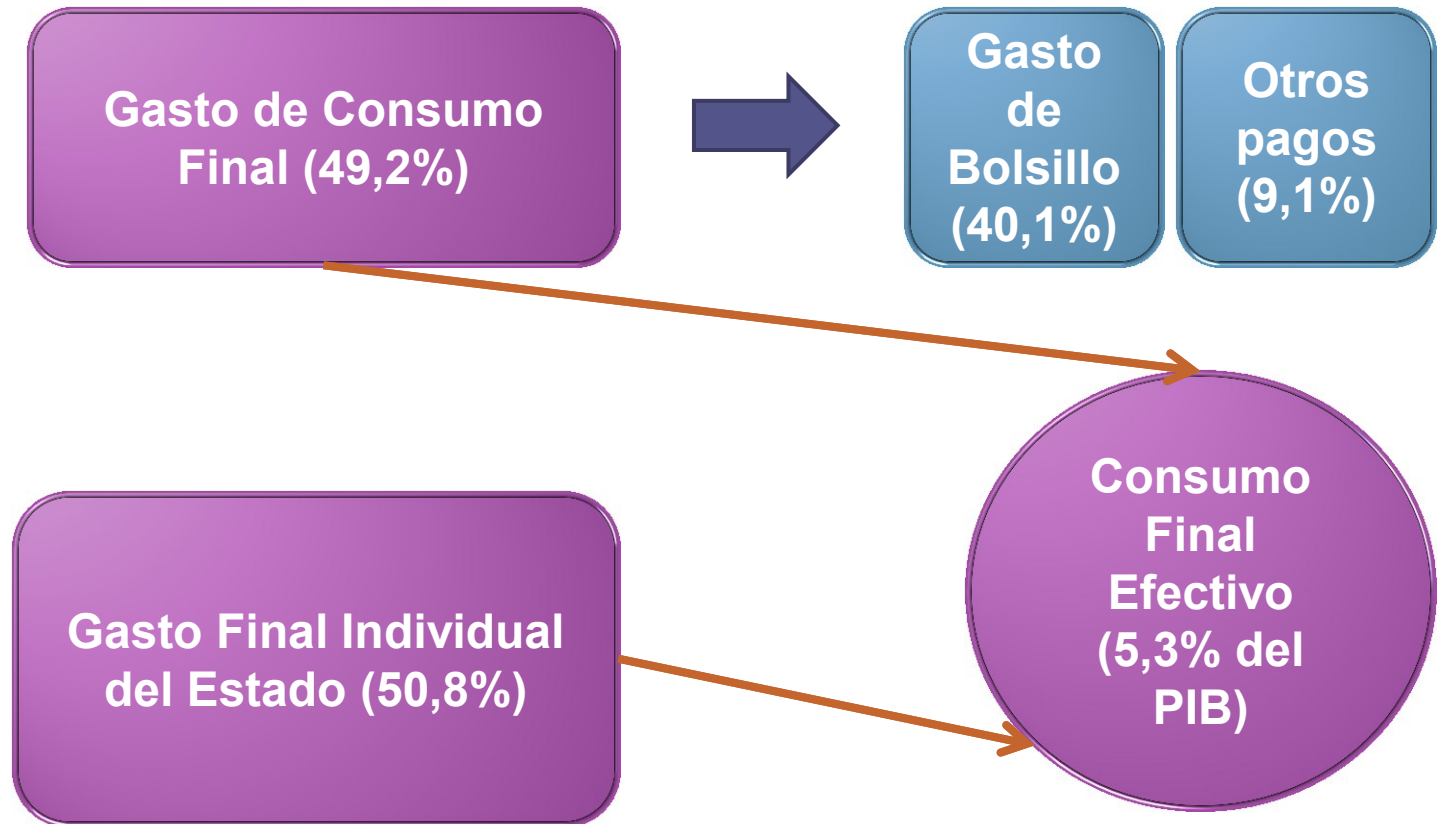 Gasto de Consumo
Final (49,2%)
Gasto
de
Bolsillo
(40,1%)
Otros
pagos
(9,1%)
Consumo
Final
Efectivo
(5,3% del
PIB)
Gasto Final Individual
del Estado (50,8%)